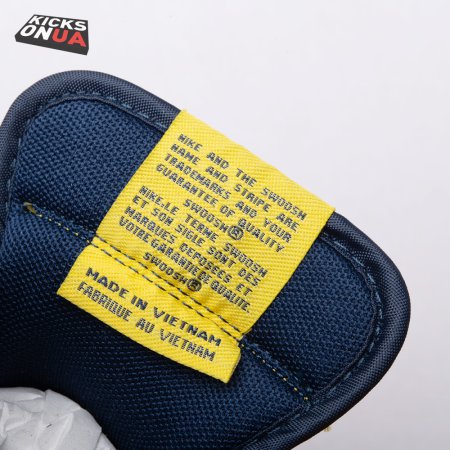 KICKS
ONUA
NIKE AND THE SWOOSH
NAME AND STRIPE ARE
TRADEMARKS AND YOUR
GUARANTEE OF QUALITY
SWOOSH®
NIKE.LE TERME SWOOSH
ET SON SIGLE SONT DES
MARQUES DEPOSEES ET
VOTRE GARANTIE QUALITE.
SWOOSH®
MADE IN VIETNAM
FABRIQUE AU VIETNAM